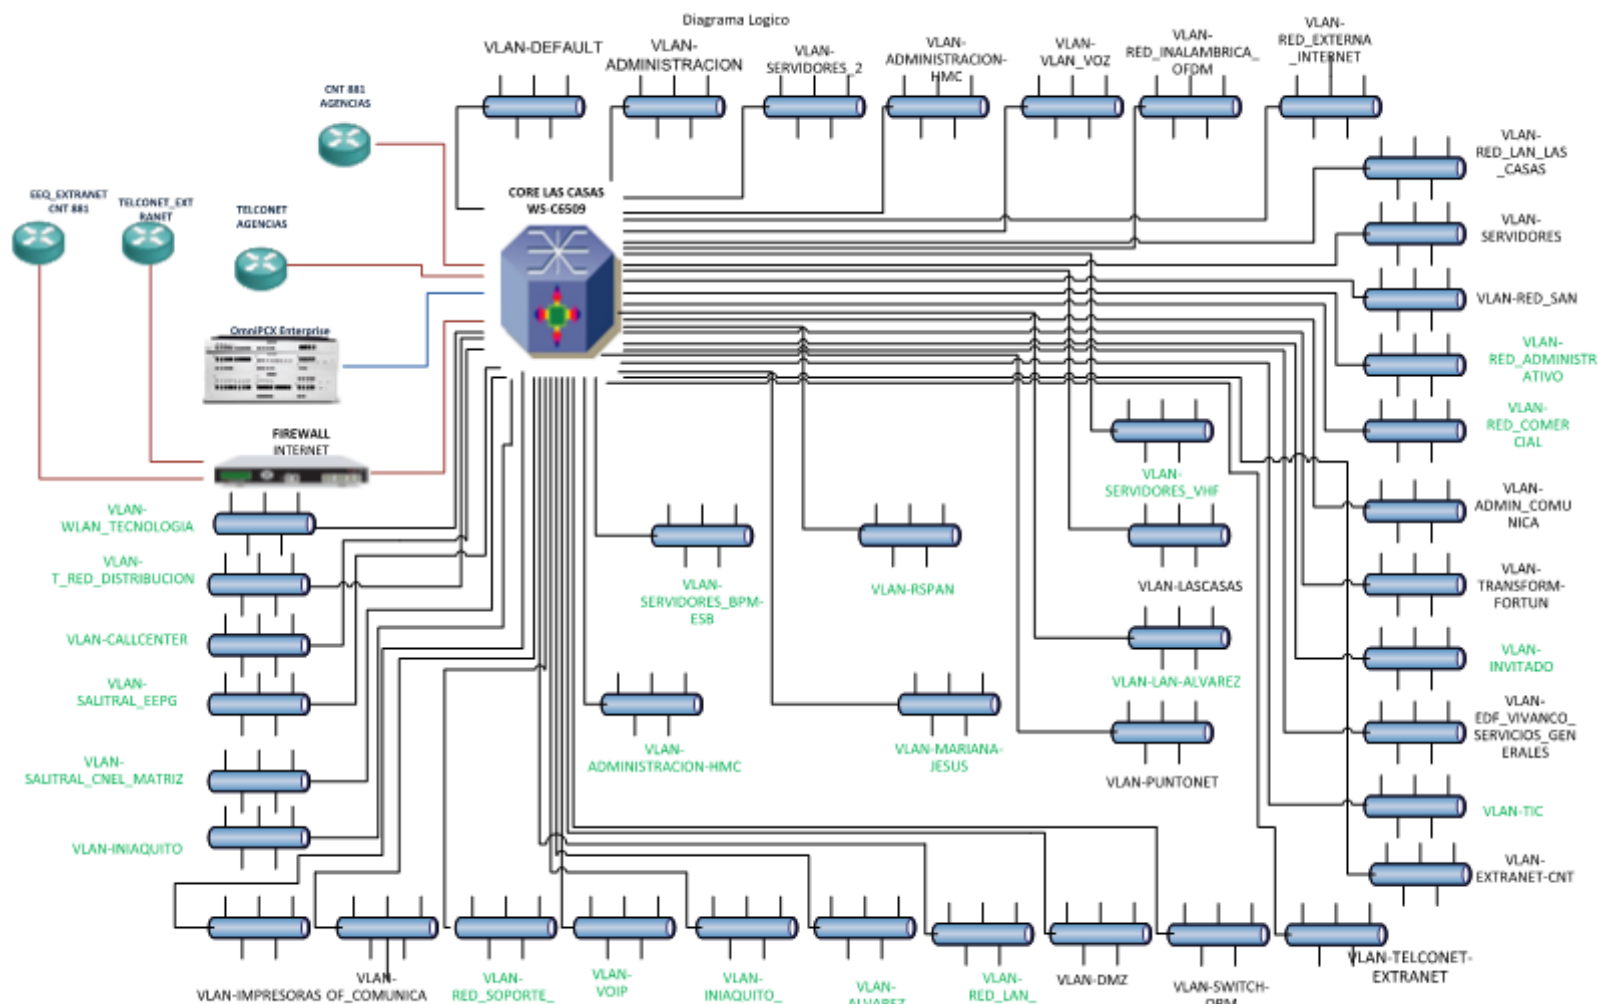 Diagrama Logico
VLAN-DEFAULT
VLAN-
ADMINISTRACION
VLAN-
SERVIDORES_2
VLAN-
ADMINISTRACION-
HMC
VLAN-
VLAN_VOZ
VLAN-
RED_INALAMBRICA_
OFDM
VLAN-
RED_EXTERNA
_INTERNET
CNT 881
AGENCIAS
VLAN-
RED_LAN_LAS
_CASAS
EEQ_EXTRANET
CNT 881
TELCONET_EXT
RANET
TELCONET
AGENCIAS
CORE LAS CASAS
WS-C6509
VLAN-
SERVIDORES
VLAN-RED_SAN
OmniPCX Enterprise
VLAN-
RED_ADMINISTR
ATIVO
VLAN-
RED_COMER
CIAL
FIREWALL
INTERNET
VLAN-
SERVIDORES_VHF
VLAN-
ADMIN_COMU
NICA
VLAN-
WLAN_TECNOLOGIA
VLAN-
T_RED_DISTRIBUCION
VLAN-
SERVIDORES_BPM-
ESB
VLAN-RSPAN
VLAN-LASCASAS
VLAN-
TRANSFORM-
FORTUN
VLAN-CALLCENTER
VLAN-
INVITADO
VLAN-
SALITRAL_EEPG
VLAN-LAN-ALVAREZ
VLAN-
EDF_VIVANCO_
SERVICIOS_GEN
ERALES
VLAN-
ADMINISTRACION-HMC
VLAN-MARIANA-
JESUS
VLAN-PUNTONET
VLAN-
SALITRAL_CNEL_MATRIZ
VLAN-TIC
VLAN-INIAQUITO
VLAN-
EXTRANET-CNT
VLAN-IMPRESORAS
VLAN-
OF_COMUNICA
VLAN-
RED_SOPORTE_
VLAN-
VOIP
VLAN-
INIAQUITO_
VLAN-
ALVAREZ
VLAN-
RED_LAN_
VLAN-DMZ
VLAN-SWITCH-
VLAN-TELCONET-
EXTRANET